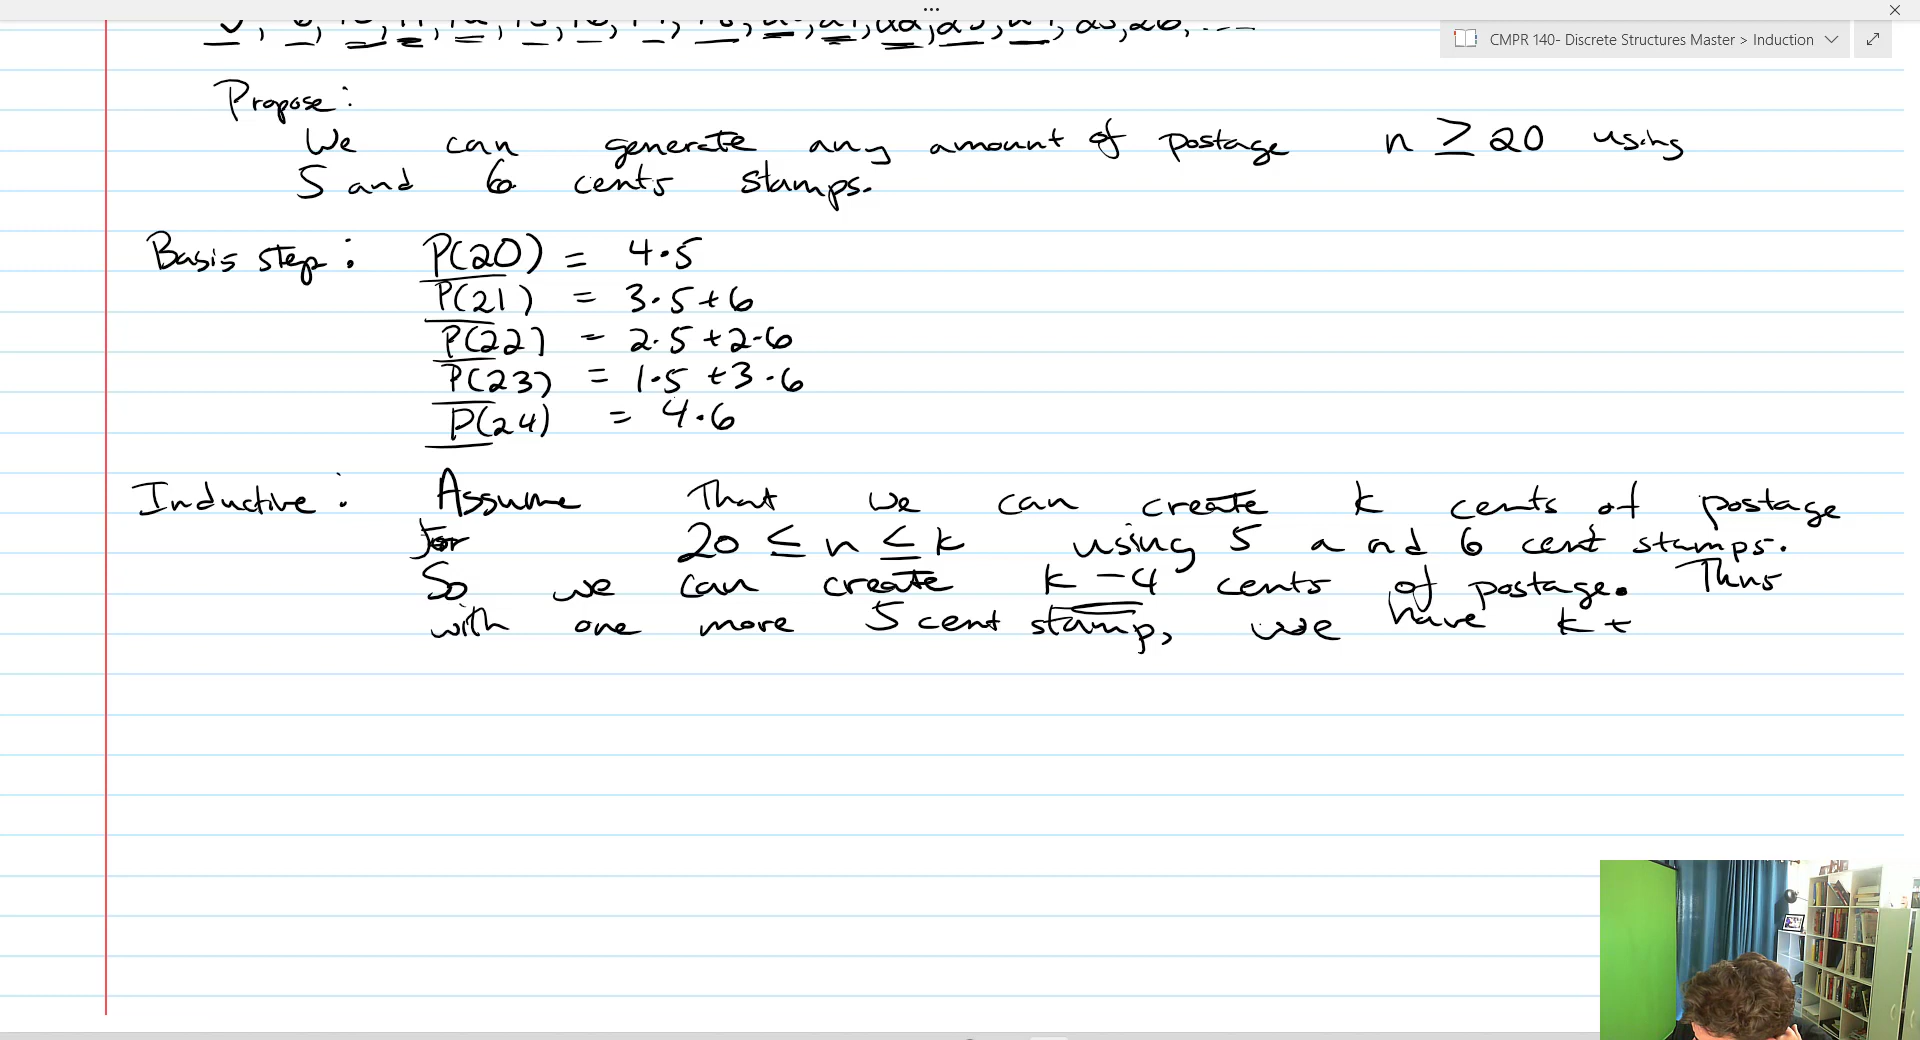 CMPR 140- Discrete Structures Master > Induction
25, 26, ...
Propose:
We can generate any amount of postage n ≥ 20 using
5 and 6 cents stamps.
Basis step: P(20) = 4·5
P(21) = 3·5+6
P(22) = 2·5+2·6
P(23) = 1·5+3·6
P(24) = 4·6
Inductive: Assume That we can create k cents of postage
for 20 ≤ n ≤ k using 5 and 6 cent stamps.
So we can create k-4 cents of postage. Thus
with one more 5 cent stamp, we have k+